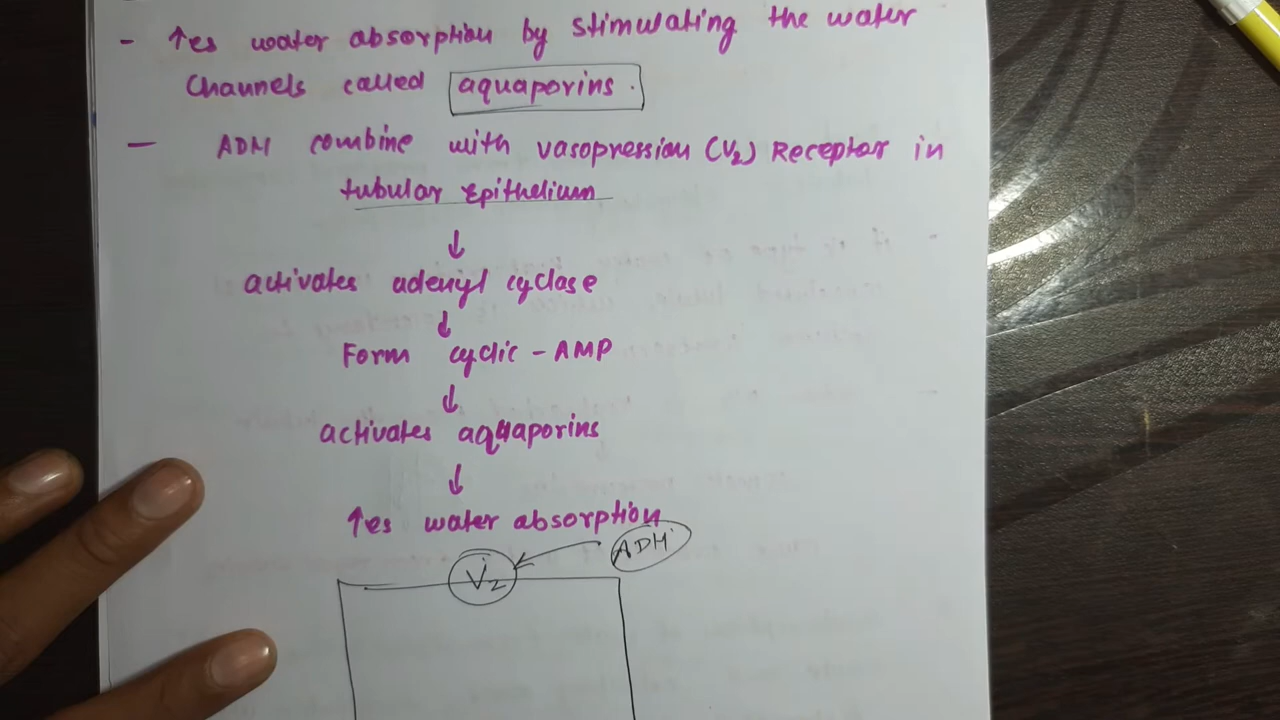 - ↑es water absorption by stimulating the water
channels called aquaporins.
- ADH combine with vasopression (V2) Receptor in
tubular Epithelium
↓
activates adenyl cyclase
↓
Form cyclic - AMP
↓
activates aquaporins
↓
↑es water absorption
ADH
V2